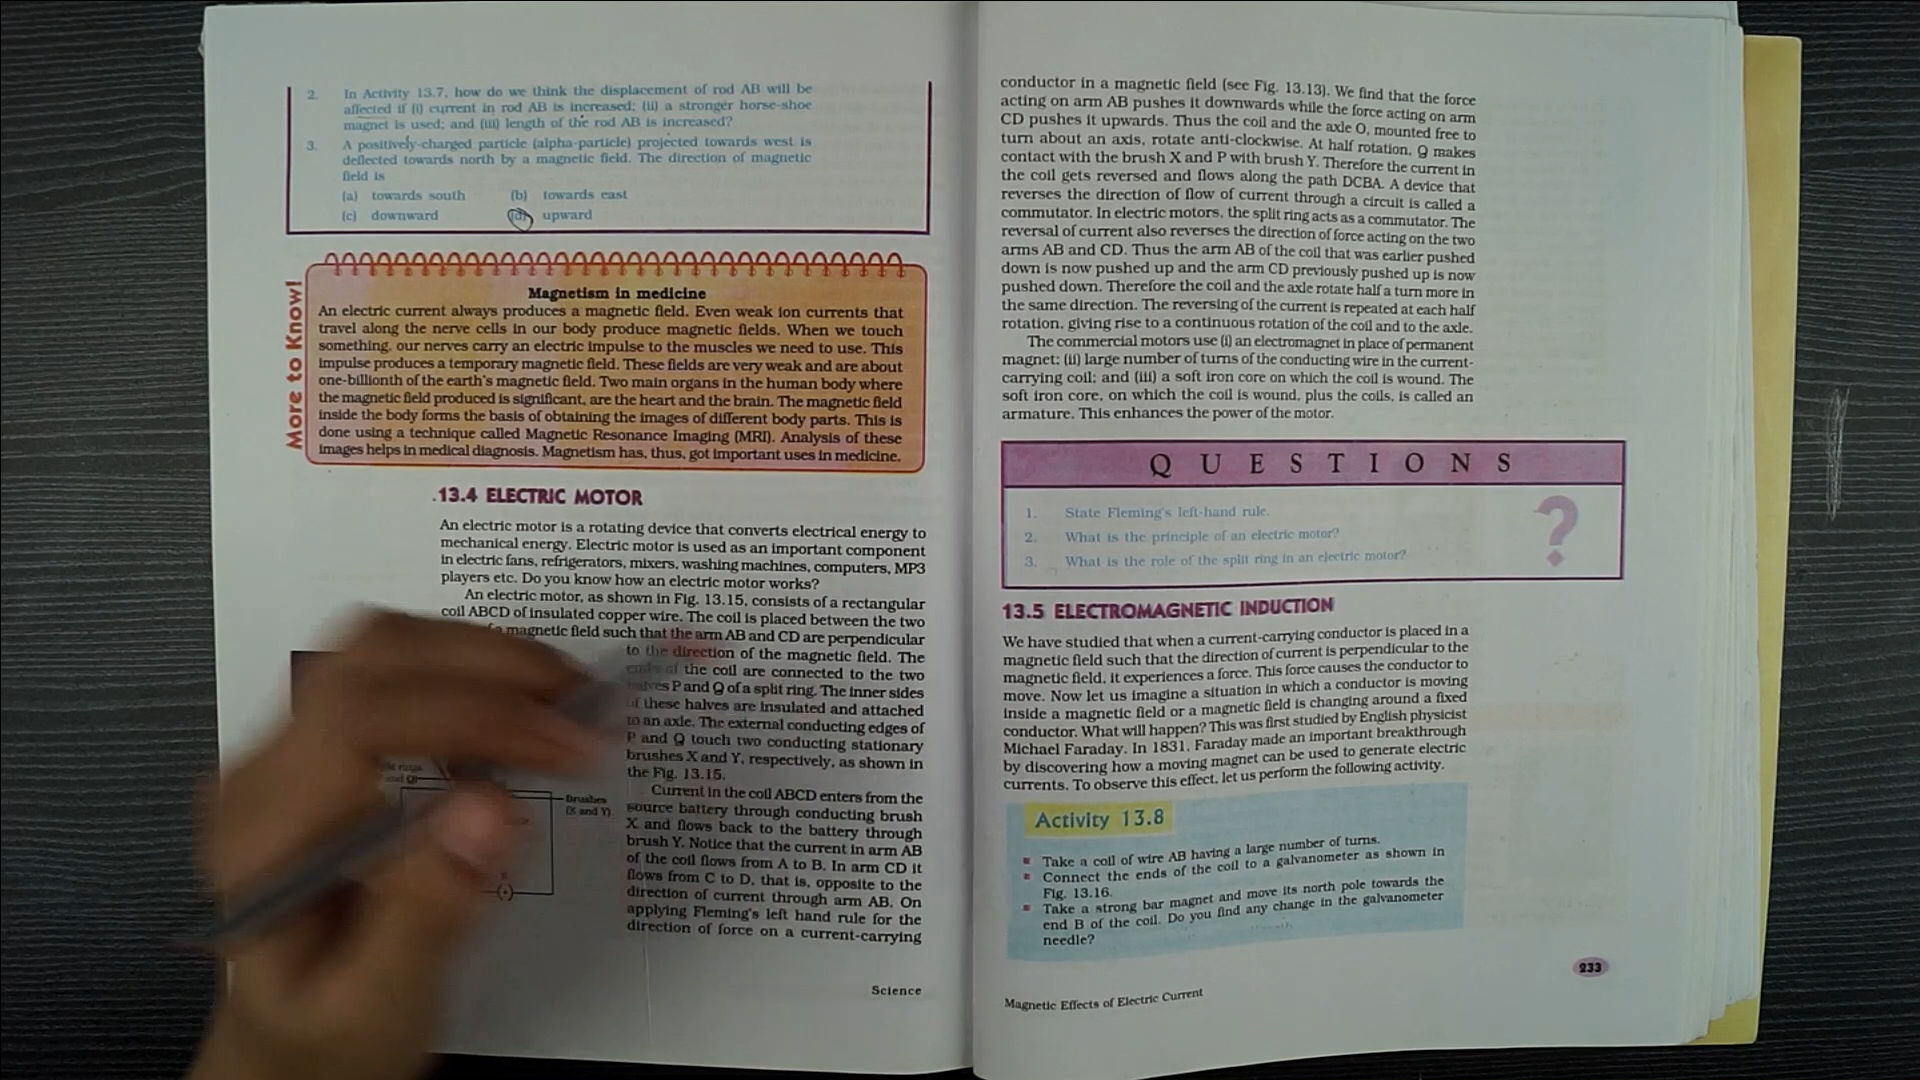 2. In Activity 13.7, how do we think the displacement of rod AB will be
affected if (i) current in rod AB is increased; (ii) a stronger horse-shoe
magnet is used; and (iii) length of the rod AB is increased?
3. A positively-charged particle (alpha-particle) projected towards west is
deflected towards north by a magnetic field. The direction of magnetic
field is
(a) towards south (b) towards east
(c) downward (d) upward
More to Know!
Magnetism in medicine
An electric current always produces a magnetic field. Even weak ion currents that
travel along the nerve cells in our body produce magnetic fields. When we touch
something, our nerves carry an electric impulse to the muscles we need to use. This
impulse produces a temporary magnetic field. These fields are very weak and are about
one-billionth of the earth's magnetic field. Two main organs in the human body where
the magnetic field produced is significant, are the heart and the brain. The magnetic field
inside the body forms the basis of obtaining the images of different body parts. This is
done using a technique called Magnetic Resonance Imaging (MRI). Analysis of these
images helps in medical diagnosis. Magnetism has, thus, got important uses in medicine.
13.4 ELECTRIC MOTOR
An electric motor is a rotating device that converts electrical energy to
mechanical energy. Electric motor is used as an important component
in electric fans, refrigerators, mixers, washing machines, computers, MP3
players etc. Do you know how an electric motor works?
An electric motor, as shown in Fig. 13.15, consists of a rectangular
coil ABCD of insulated copper wire. The coil is placed between the two
magnetic field such that the arm AB and CD are perpendicular
to the direction of the magnetic field. The
ends of the coil are connected to the two
halves P and Q of a split ring. The inner sides
of these halves are insulated and attached
to an axle. The external conducting edges of
P and Q touch two conducting stationary
brushes X and Y, respectively, as shown in
the Fig. 13.15.
Current in the coil ABCD enters from the
source battery through conducting brush
X and flows back to the battery through
brush Y. Notice that the current in arm AB
of the coil flows from A to B. In arm CD it
flows from C to D, that is, opposite to the
direction of current through arm AB. On
applying Fleming's left hand rule for the
direction of force on a current-carrying
rings
and Q)
Brushes
(X and Y)
Science
conductor in a magnetic field (see Fig. 13.13). We find that the force
acting on arm AB pushes it downwards while the force acting on arm
CD pushes it upwards. Thus the coil and the axle O, mounted free to
turn about an axis, rotate anti-clockwise. At half rotation, Q makes
contact with the brush X and P with brush Y. Therefore the current in
the coil gets reversed and flows along the path DCBA. A device that
reverses the direction of flow of current through a circuit is called a
commutator. In electric motors, the split ring acts as a commutator. The
reversal of current also reverses the direction of force acting on the two
arms AB and CD. Thus the arm AB of the coil that was earlier pushed
down is now pushed up and the arm CD previously pushed up is now
pushed down. Therefore the coil and the axle rotate half a turn more in
the same direction. The reversing of the current is repeated at each half
rotation, giving rise to a continuous rotation of the coil and to the axle.
The commercial motors use (i) an electromagnet in place of permanent
magnet; (ii) large number of turns of the conducting wire in the current-
carrying coil; and (iii) a soft iron core on which the coil is wound. The
soft iron core, on which the coil is wound, plus the coils, is called an
armature. This enhances the power of the motor.
QUESTIONS
?
1. State Fleming's left-hand rule.
2. What is the principle of an electric motor?
3. What is the role of the split ring in an electric motor?
13.5 ELECTROMAGNETIC INDUCTION
We have studied that when a current-carrying conductor is placed in a
magnetic field such that the direction of current is perpendicular to the
magnetic field, it experiences a force. This force causes the conductor to
move. Now let us imagine a situation in which a conductor is moving
inside a magnetic field or a magnetic field is changing around a fixed
conductor. What will happen? This was first studied by English physicist
Michael Faraday. In 1831, Faraday made an important breakthrough
by discovering how a moving magnet can be used to generate electric
currents. To observe this effect, let us perform the following activity.
Activity 13.8
Take a coil of wire AB having a large number of turns.
Connect the ends of the coil to a galvanometer as shown in
Fig. 13.16.
Take a strong bar magnet and move its north pole towards the
end B of the coil. Do you find any change in the galvanometer
needle?
233
Magnetic Effects of Electric Current